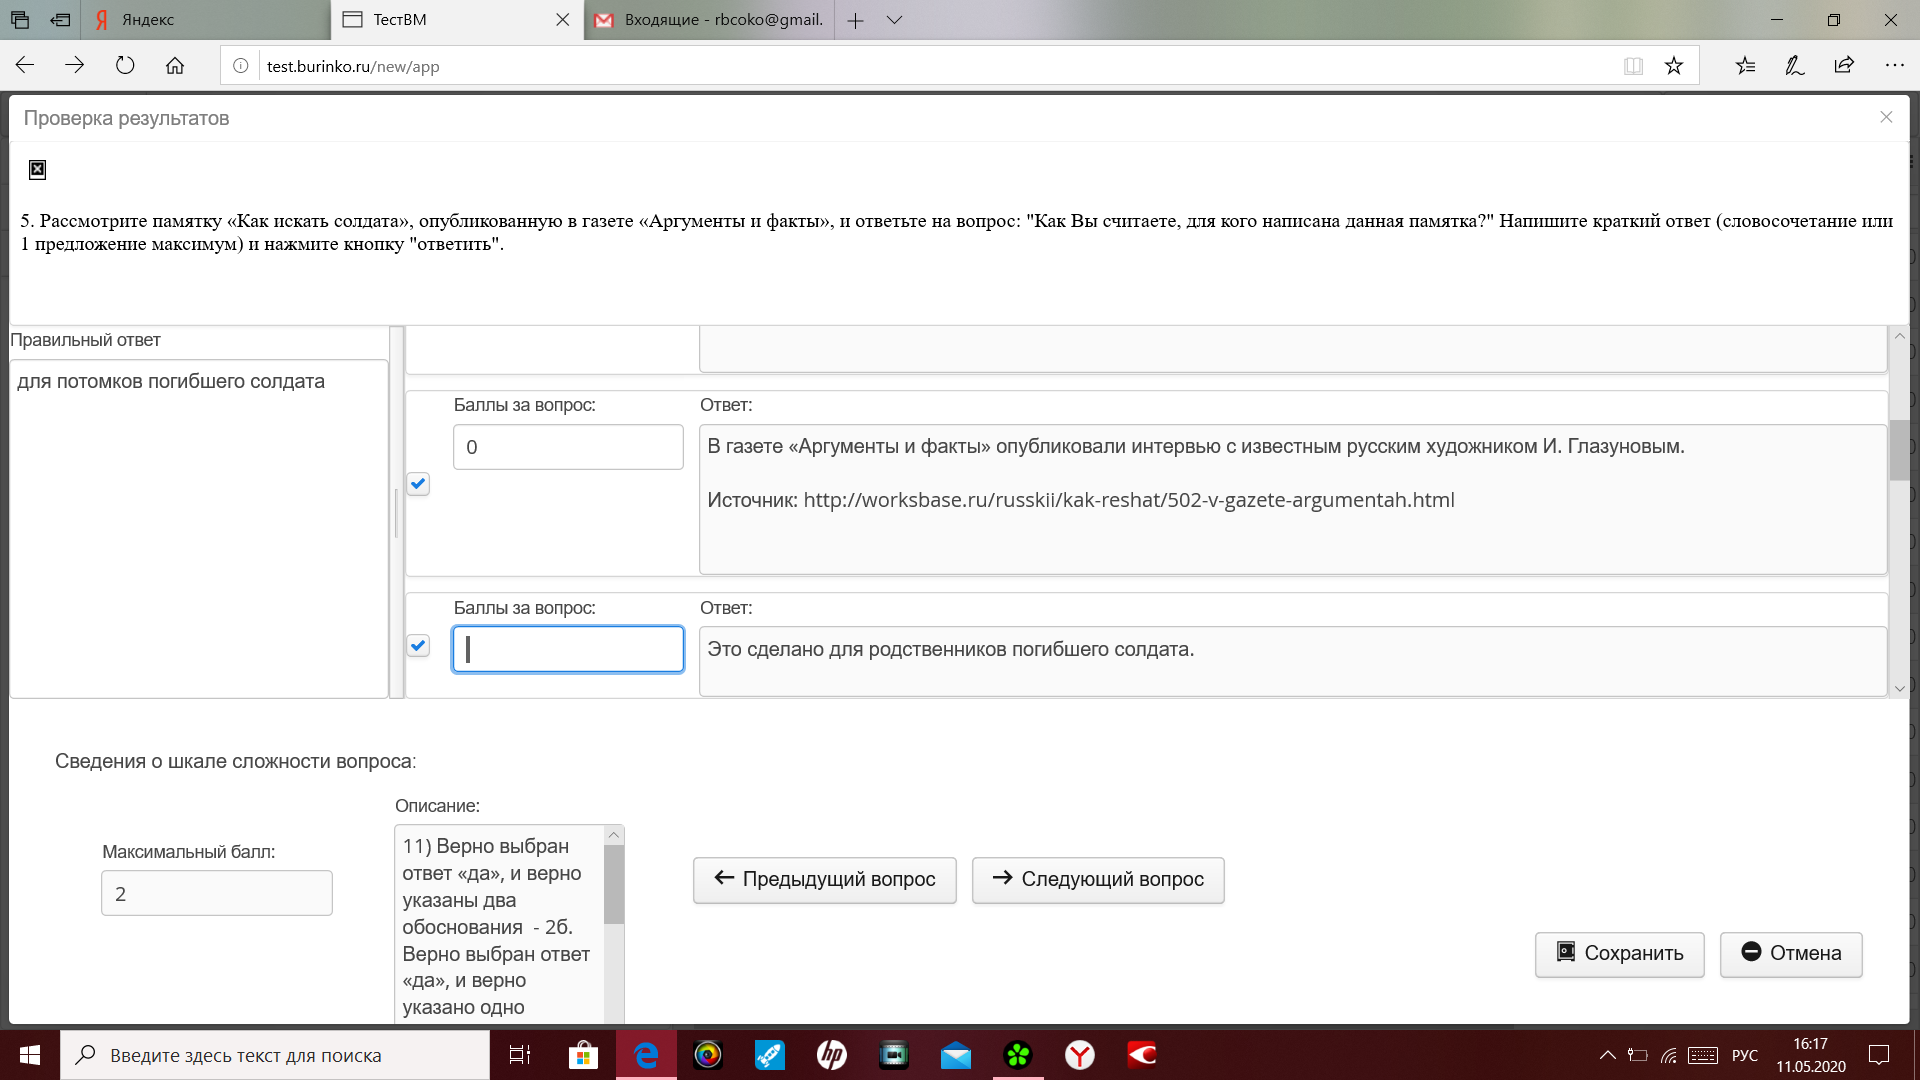 Яндекс
ТестВМ
Входящие - rbcoko@gmail.
test.burinko.ru/new/app
Проверка результатов
5. Рассмотрите памятку «Как искать солдата», опубликованную в газете «Аргументы и факты», и ответьте на вопрос: "Как Вы считаете, для кого написана данная памятка?" Напишите краткий ответ (словосочетание или
1 предложение максимум) и нажмите кнопку "ответить".
Правильный ответ
для потомков погибшего солдата
Баллы за вопрос:
Ответ:
0
В газете «Аргументы и факты» опубликовали интервью с известным русским художником И. Глазуновым.
Источник: http://worksbase.ru/russkii/kak-reshat/502-v-gazete-argumentah.html
Баллы за вопрос:
Ответ:
Это сделано для родственников погибшего солдата.
Сведения о шкале сложности вопроса:
Максимальный балл:
2
Описание:
11) Верно выбран
ответ «да», и верно
указаны два
обоснования - 2б.
Верно выбран ответ
«да», и верно
указано одно
Предыдущий вопрос
Следующий вопрос
Сохранить
Отмена
Введите здесь текст для поиска
hp
РУС
16:17
11.05.2020